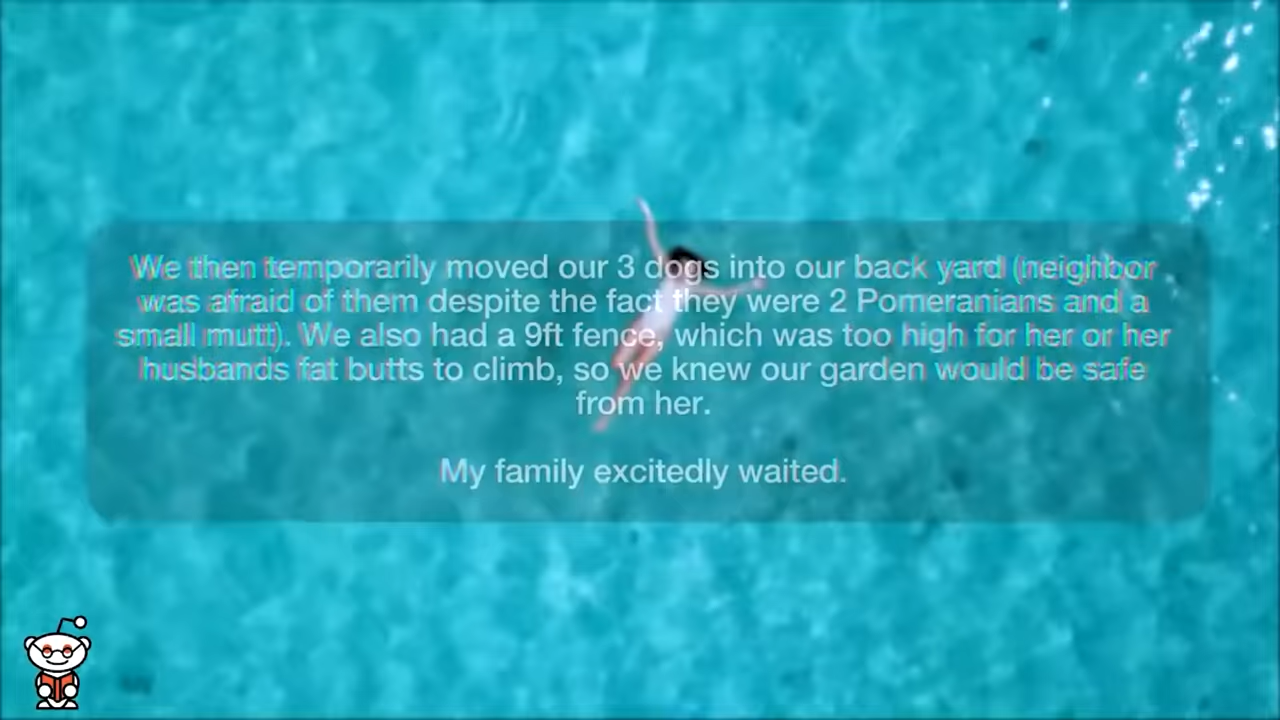 We then temporarily moved our 3 dogs into our back yard (neighbor
was afraid of them despite the fact they were 2 Pomeranians and a
small mutt). We also had a 9ft fence, which was too high for her or her
husbands fat butts to climb, so we knew our garden would be safe
from her.
My family excitedly waited.